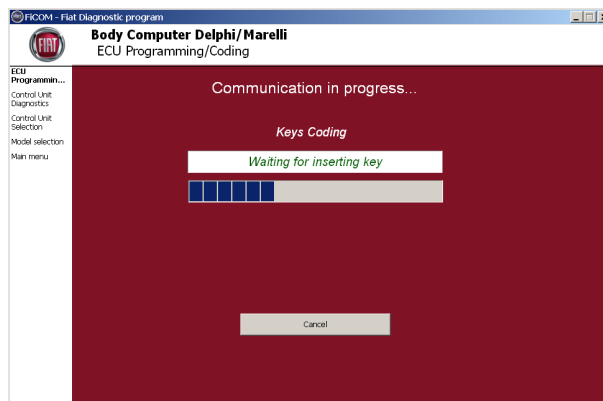 FiCOM - Fiat Diagnostic program
FIAT
Body Computer Delphi/Marelli
ECU Programming/Coding
ECU
Programmin...
Control Unit
Diagnostics
Control Unit
Selection
Model selection
Main menu
Communication in progress...
Keys Coding
Waiting for inserting key
Cancel